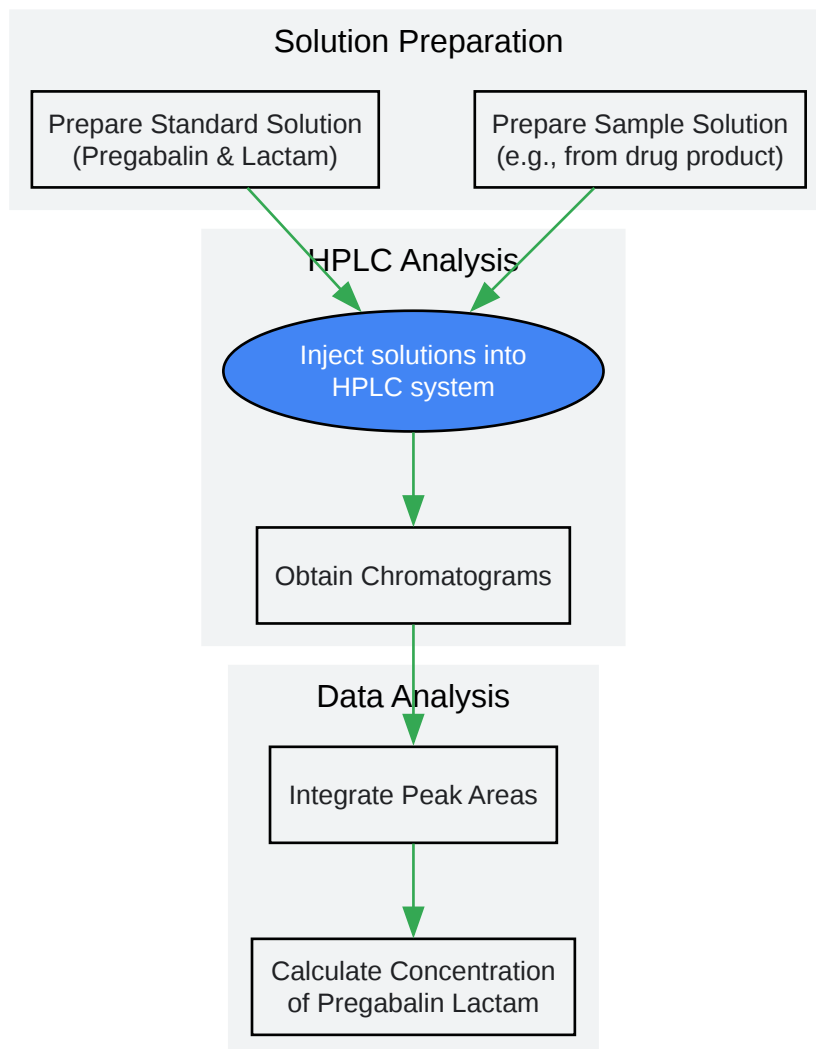 Solution Preparation
Prepare Standard Solution
(Pregabalin & Lactam)
Prepare Sample Solution
(e.g., from drug product)
HPLC Analysis
Inject solutions into
HPLC system
Obtain Chromatograms
Data Analysis
Integrate Peak Areas
Calculate Concentration
of Pregabalin Lactam